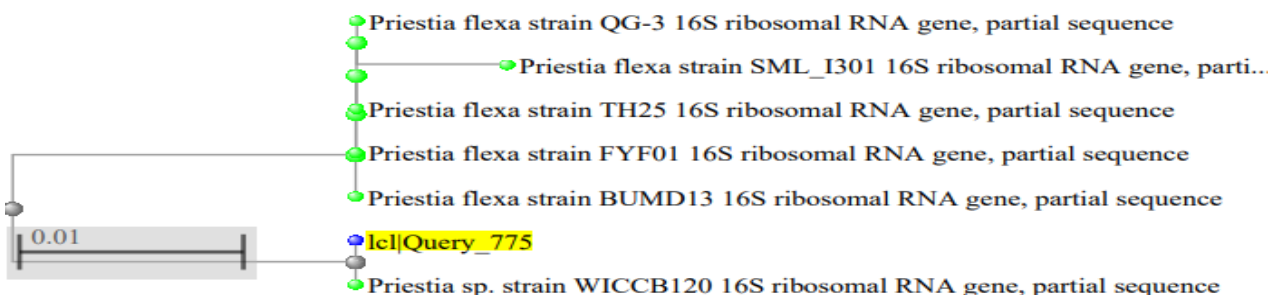 Priestia flexa strain QG-3 16S ribosomal RNA gene, partial sequence
Priestia flexa strain SML_I301 16S ribosomal RNA gene, parti...
Priestia flexa strain TH25 16S ribosomal RNA gene, partial sequence
Priestia flexa strain FYF01 16S ribosomal RNA gene, partial sequence
Priestia flexa strain BUMD13 16S ribosomal RNA gene, partial sequence
0.01
lcl|Query_775
Priestia sp. strain WICCB120 16S ribosomal RNA gene, partial sequence